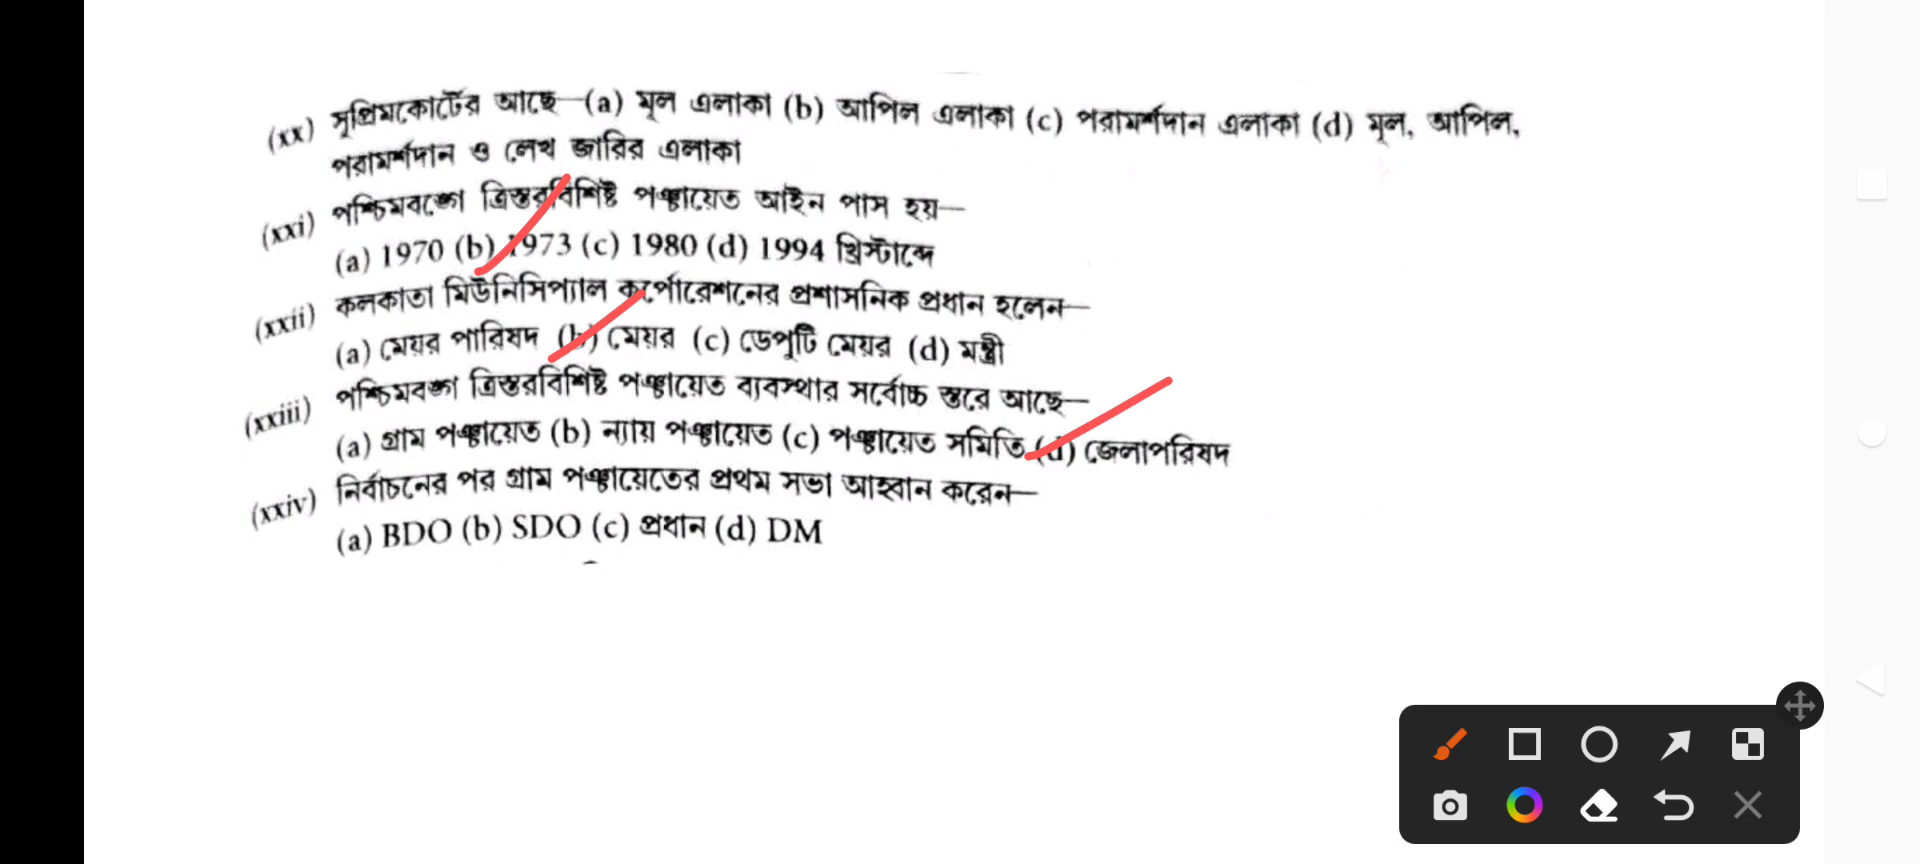 (xx) সুপ্রিমকোর্টের আছে—(a) মূল এলাকা (b) আপিল এলাকা (c) পরামর্শদান এলাকা (d) মূল, আপিল,
পরামর্শদান ও লেখ জারির এলাকা
(xxi) পশ্চিমবঙ্গে ত্রিস্তরবিশিষ্ট পঞ্চায়েত আইন পাস হয়—
(a) 1970 (b) 1973 (c) 1980 (d) 1994 খ্রিস্টাব্দে
(xxii) কলকাতা মিউনিসিপ্যাল কর্পোরেশনের প্রশাসনিক প্রধান হলেন—
(a) মেয়র পারিষদ (b) মেয়র (c) ডেপুটি মেয়র (d) মন্ত্রী
(xxiii) পশ্চিমবঙ্গে ত্রিস্তরবিশিষ্ট পঞ্চায়েত ব্যবস্থার সর্বোচ্চ স্তরে আছে—
(a) গ্রাম পঞ্চায়েত (b) ন্যায় পঞ্চায়েত (c) পঞ্চায়েত সমিতি (d) জেলাপরিষদ
(xxiv) নির্বাচনের পর গ্রাম পঞ্চায়েতের প্রথম সভা আহ্বান করেন—
(a) BDO (b) SDO (c) প্রধান (d) DM